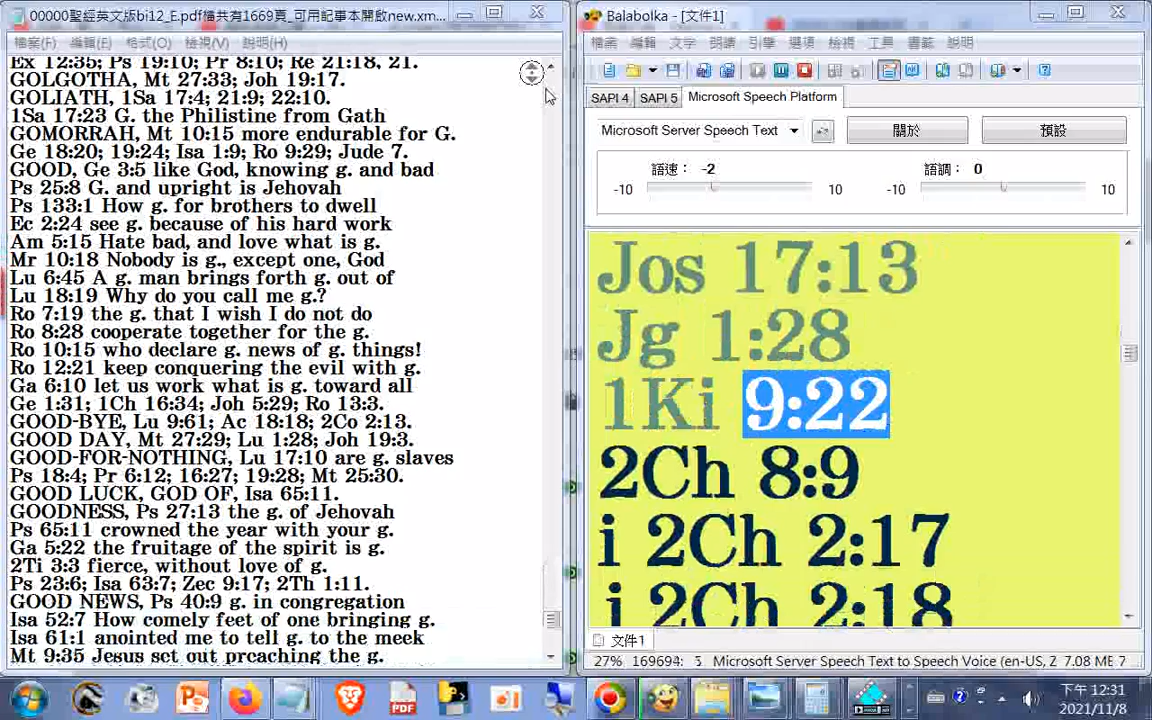 00000聖經英文版bi12_E.pdf檔共有1669頁_可用記事本開啟new.xm...
檔案(F) 編輯(E) 格式(O) 檢視(V) 說明(H)
Ex 12:35; Ps 19:10; Pr 8:10; Re 21:18, 21.
GOLGOTHA, Mt 27:33; Joh 19:17.
GOLIATH, 1Sa 17:4; 21:9; 22:10.
1Sa 17:23 G. the Philistine from Gath
GOMORRAH, Mt 10:15 more endurable for G.
Ge 18:20; 19:24; Isa 1:9; Ro 9:29; Jude 7.
GOOD, Ge 3:5 like God, knowing g. and bad
Ps 25:8 G. and upright is Jehovah
Ps 133:1 How g. for brothers to dwell
Ec 2:24 see g. because of his hard work
Am 5:15 Hate bad, and love what is g.
Mr 10:18 Nobody is g., except one, God
Lu 6:45 A g. man brings forth g. out of
Lu 18:19 Why do you call me g.?
Ro 7:19 the g. that I wish I do not do
Ro 8:28 cooperate together for the g.
Ro 10:15 who declare g. news of g. things!
Ro 12:21 keep conquering the evil with g.
Ga 6:10 let us work what is g. toward all
Ge 1:31; 1Ch 16:34; Joh 5:29; Ro 13:3.
GOOD-BYE, Lu 9:61; Ac 18:18; 2Co 2:13.
GOOD DAY, Mt 27:29; Lu 1:28; Joh 19:3.
GOOD-FOR-NOTHING, Lu 17:10 are g. slaves
Ps 18:4; Pr 6:12; 16:27; 19:28; Mt 25:30.
GOOD LUCK, GOD OF, Isa 65:11.
GOODNESS, Ps 27:13 the g. of Jehovah
Ps 65:11 crowned the year with your g.
Ga 5:22 the fruitage of the spirit is g.
2Ti 3:3 fierce, without love of g.
Ps 23:6; Isa 63:7; Zec 9:17; 2Th 1:11.
GOOD NEWS, Ps 40:9 g. in congregation
Isa 52:7 How comely feet of one bringing g.
Isa 61:1 anointed me to tell g. to the meek
Mt 9:35 Jesus set out preaching the g.
Balabolka - [文件1]
檔案 編輯 文字 朗讀 引擎 選項 檢視 工具 書籤 說明
SAPI 4 SAPI 5 Microsoft Speech Platform
Microsoft Server Speech Text 關於 預設
語速： -2 語調： 0
-10 10 -10 10
Jos 17:13
Jg 1:28
1Ki 9:22
2Ch 8:9
i 2Ch 2:17
i 2Ch 2:18
文件1
27% 169694: Microsoft Server Speech Text to Speech Voice (en-US, 2 7.08 ME 7
PDF
下午 12:31
2021/11/8